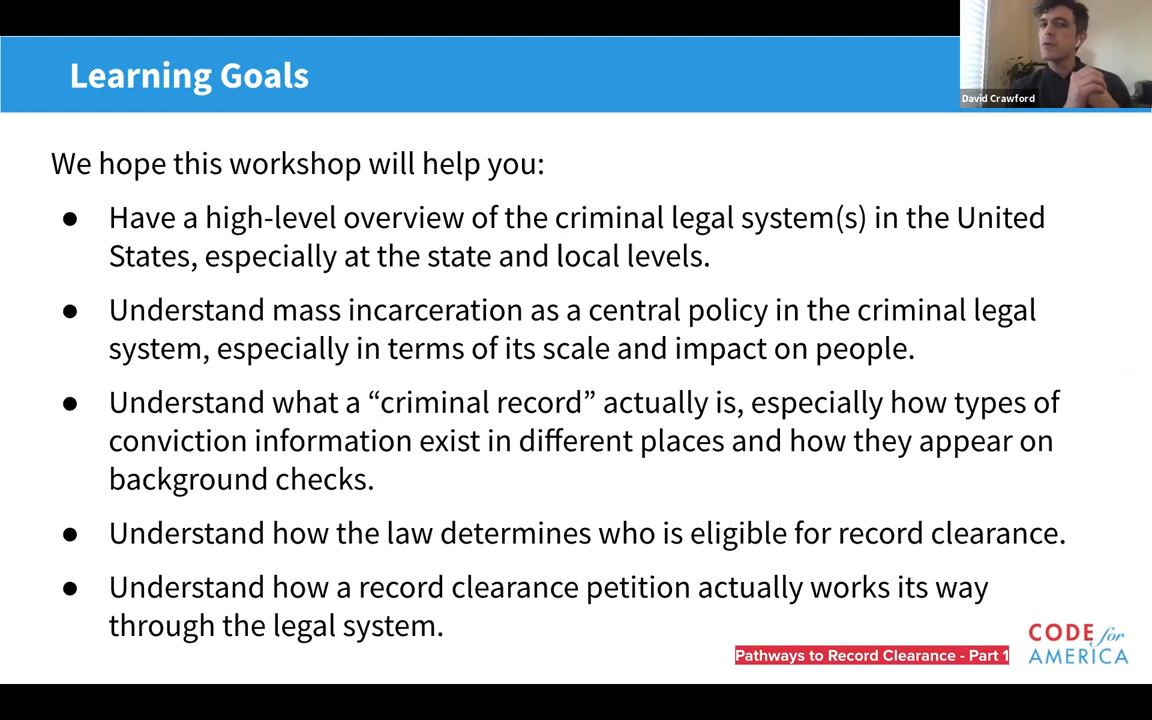 Learning Goals
David Crawford
We hope this workshop will help you:
● Have a high-level overview of the criminal legal system(s) in the United
States, especially at the state and local levels.
● Understand mass incarceration as a central policy in the criminal legal
system, especially in terms of its scale and impact on people.
● Understand what a “criminal record” actually is, especially how types of
conviction information exist in different places and how they appear on
background checks.
● Understand how the law determines who is eligible for record clearance.
● Understand how a record clearance petition actually works its way
through the legal system.
Pathways to Record Clearance - Part 1
CODE for
AMERICA